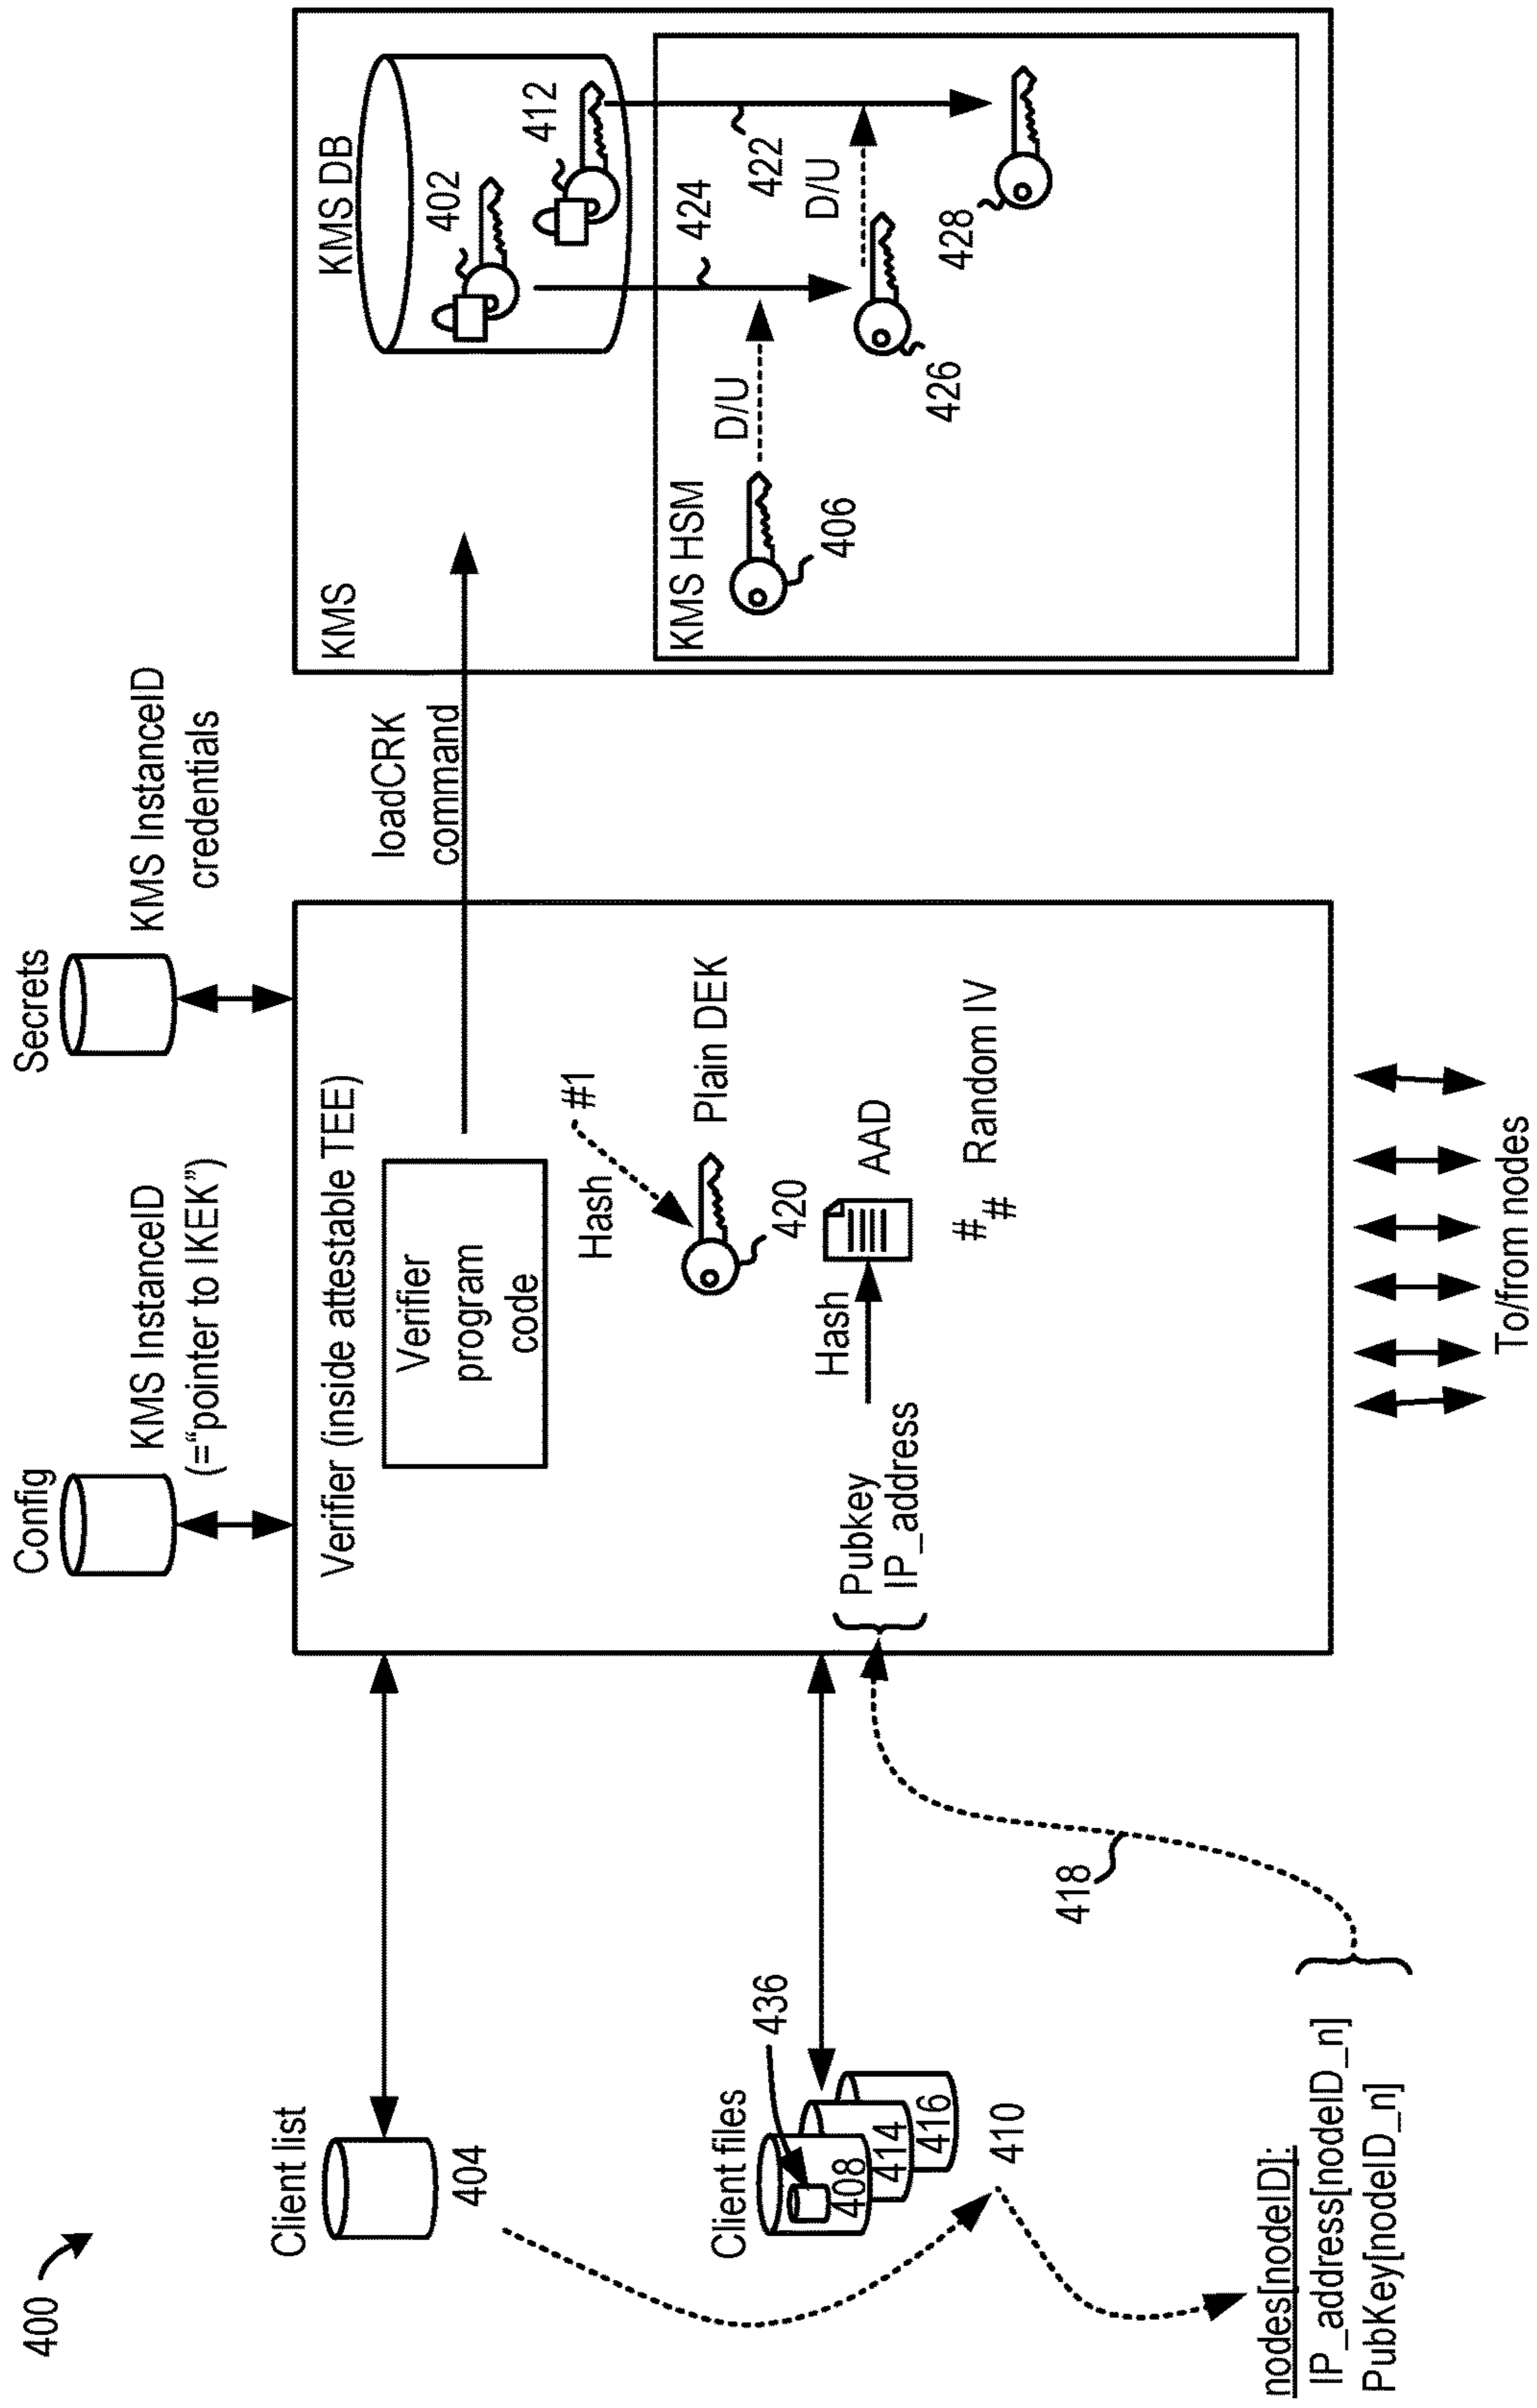 400
Client list
404
Client files
436
408
414
416
410
nodes[nodeID]:
IP_address[nodeID_n]
PubKey[nodeID_n]
418
Config
KMS InstanceID
(=“pointer to IKEK”)
Secrets
KMS InstanceID
credentials
Verifier (inside attestable TEE)
Verifier
program
code
Hash
#1
420
Plain DEK
Pubkey
IP_address
Hash
AAD
#
#
Random IV
To/from nodes
loadCRK
command
KMS
KMS DB
402
412
KMS HSM
406
D/U
424
422
D/U
426
428